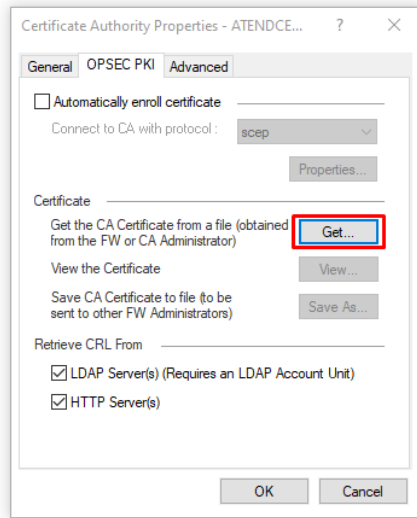 Certificate Authority Properties - ATENDCE... ? ×
General OPSEC PKI Advanced
Automatically enroll certificate
Connect to CA with protocol : scep
Properties...
Certificate
Get the CA Certificate from a file (obtained
from the FW or CA Administrator)
Get...
View the Certificate
View...
Save CA Certificate to file (to be
sent to other FW Administrators)
Save As...
Retrieve CRL From
LDAP Server(s) (Requires an LDAP Account Unit)
HTTP Server(s)
OK Cancel